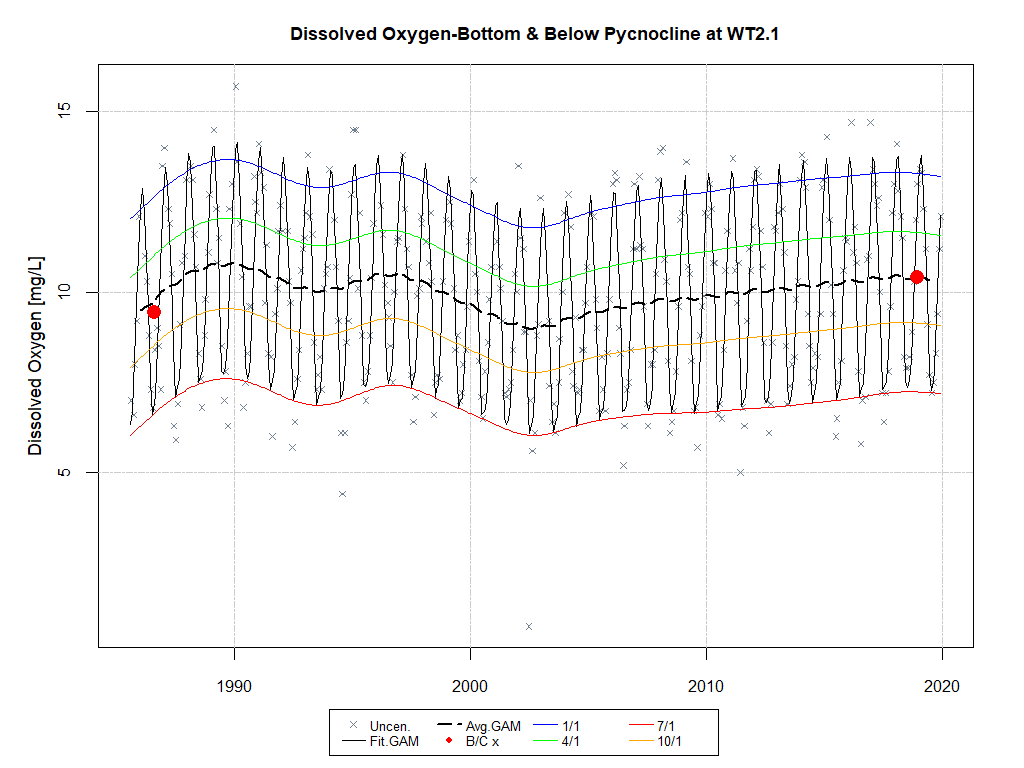 Dissolved Oxygen-Bottom & Below Pycnocline at WT2.1
Dissolved Oxygen [mg/L]
15
10
5
1990 2000 2010 2020
Uncen. Avg.GAM 1/1 7/1
Fit.GAM B/C x 4/1 10/1